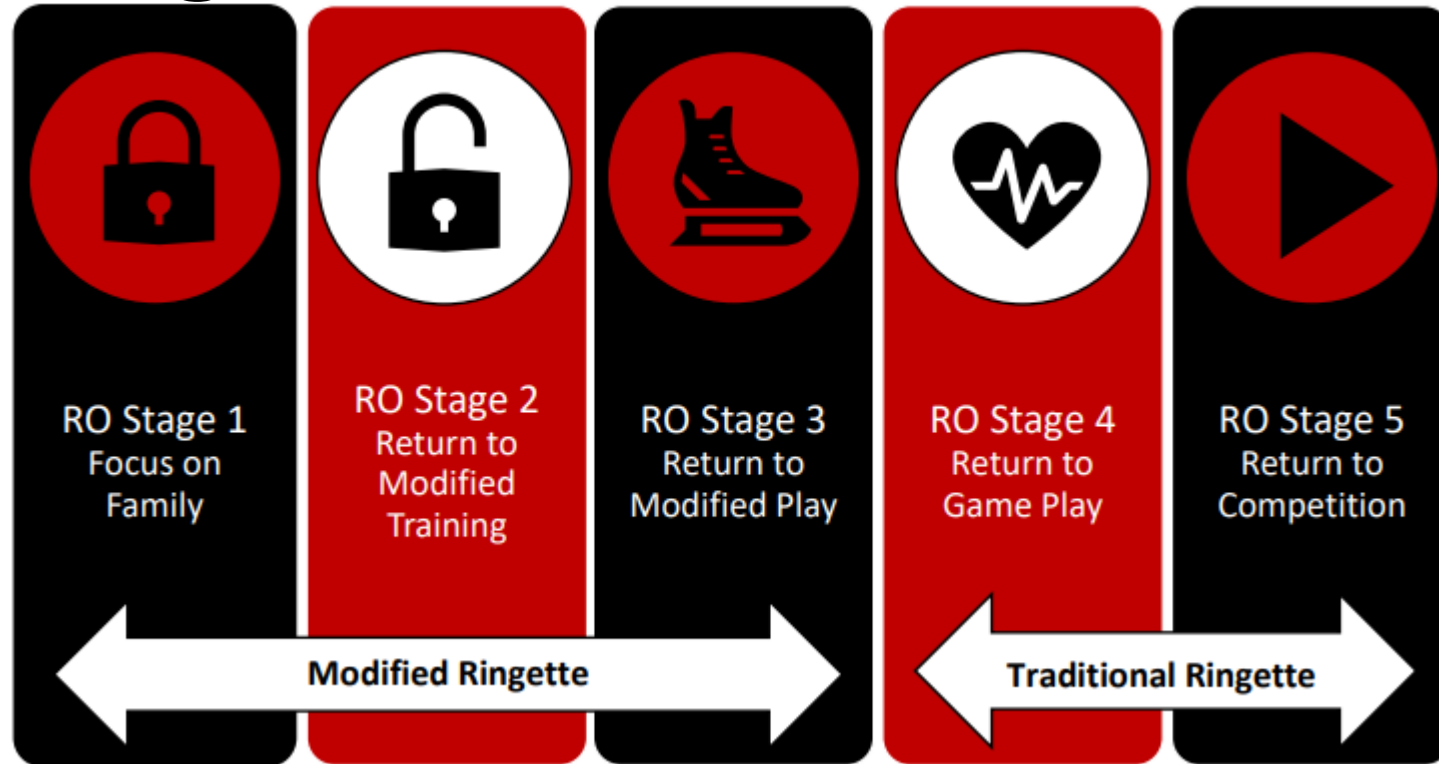 RO Stage 1
Focus on
Family
RO Stage 2
Return to
Modified
Training
RO Stage 3
Return to
Modified Play
RO Stage 4
Return to
Game Play
RO Stage 5
Return to
Competition
Modified Ringette
Traditional Ringette